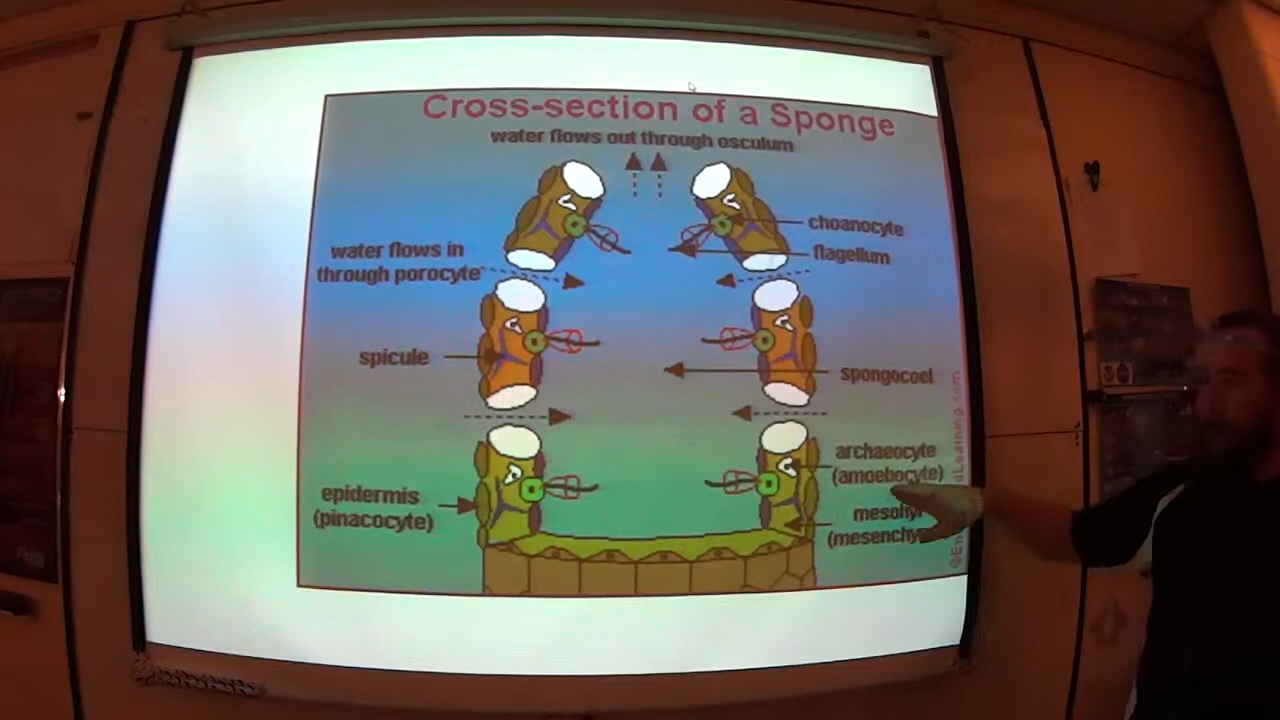 Cross-section of a Sponge
water flows out through osculum
choanocyte
flagellum
water flows in
through porocyte
spicule
spongocoel
archaeocyte
(amoebocyte)
epidermis
(pinacocyte)